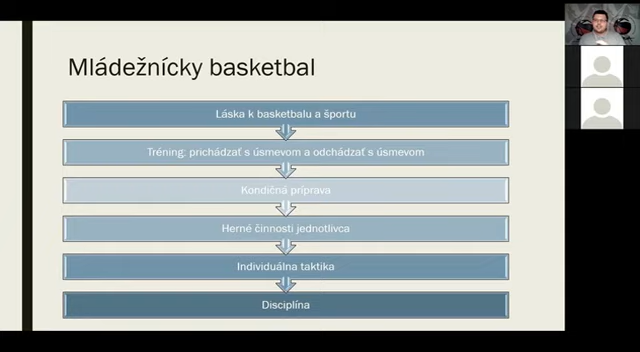 Mládežnícky basketbal
Láska k basketbalu a športu
Tréning: prichádzať s úsmevom a odchádzať s úsmevom
Kondičná príprava
Herné činnosti jednotlivca
Individuálna taktika
Disciplína